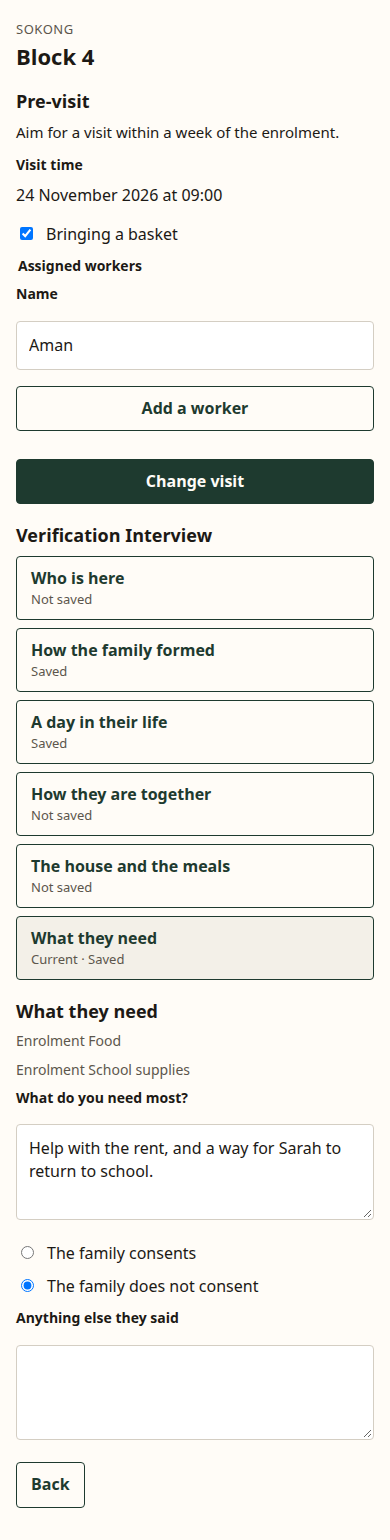 SOKONG
Block 4
Pre-visit
Aim for a visit within a week of the enrolment.
Visit time
24 November 2026 at 09:00
Bringing a basket
Assigned workers
Name
Aman
Add a worker
Change visit
Verification Interview
Who is here
Not saved
How the family formed
Saved
A day in their life
Saved
How they are together
Not saved
The house and the meals
Not saved
What they need
Current · Saved
What they need
Enrolment Food
Enrolment School supplies
What do you need most?
Help with the rent, and a way for Sarah to
return to school.
The family consents
The family does not consent
Anything else they said
Back